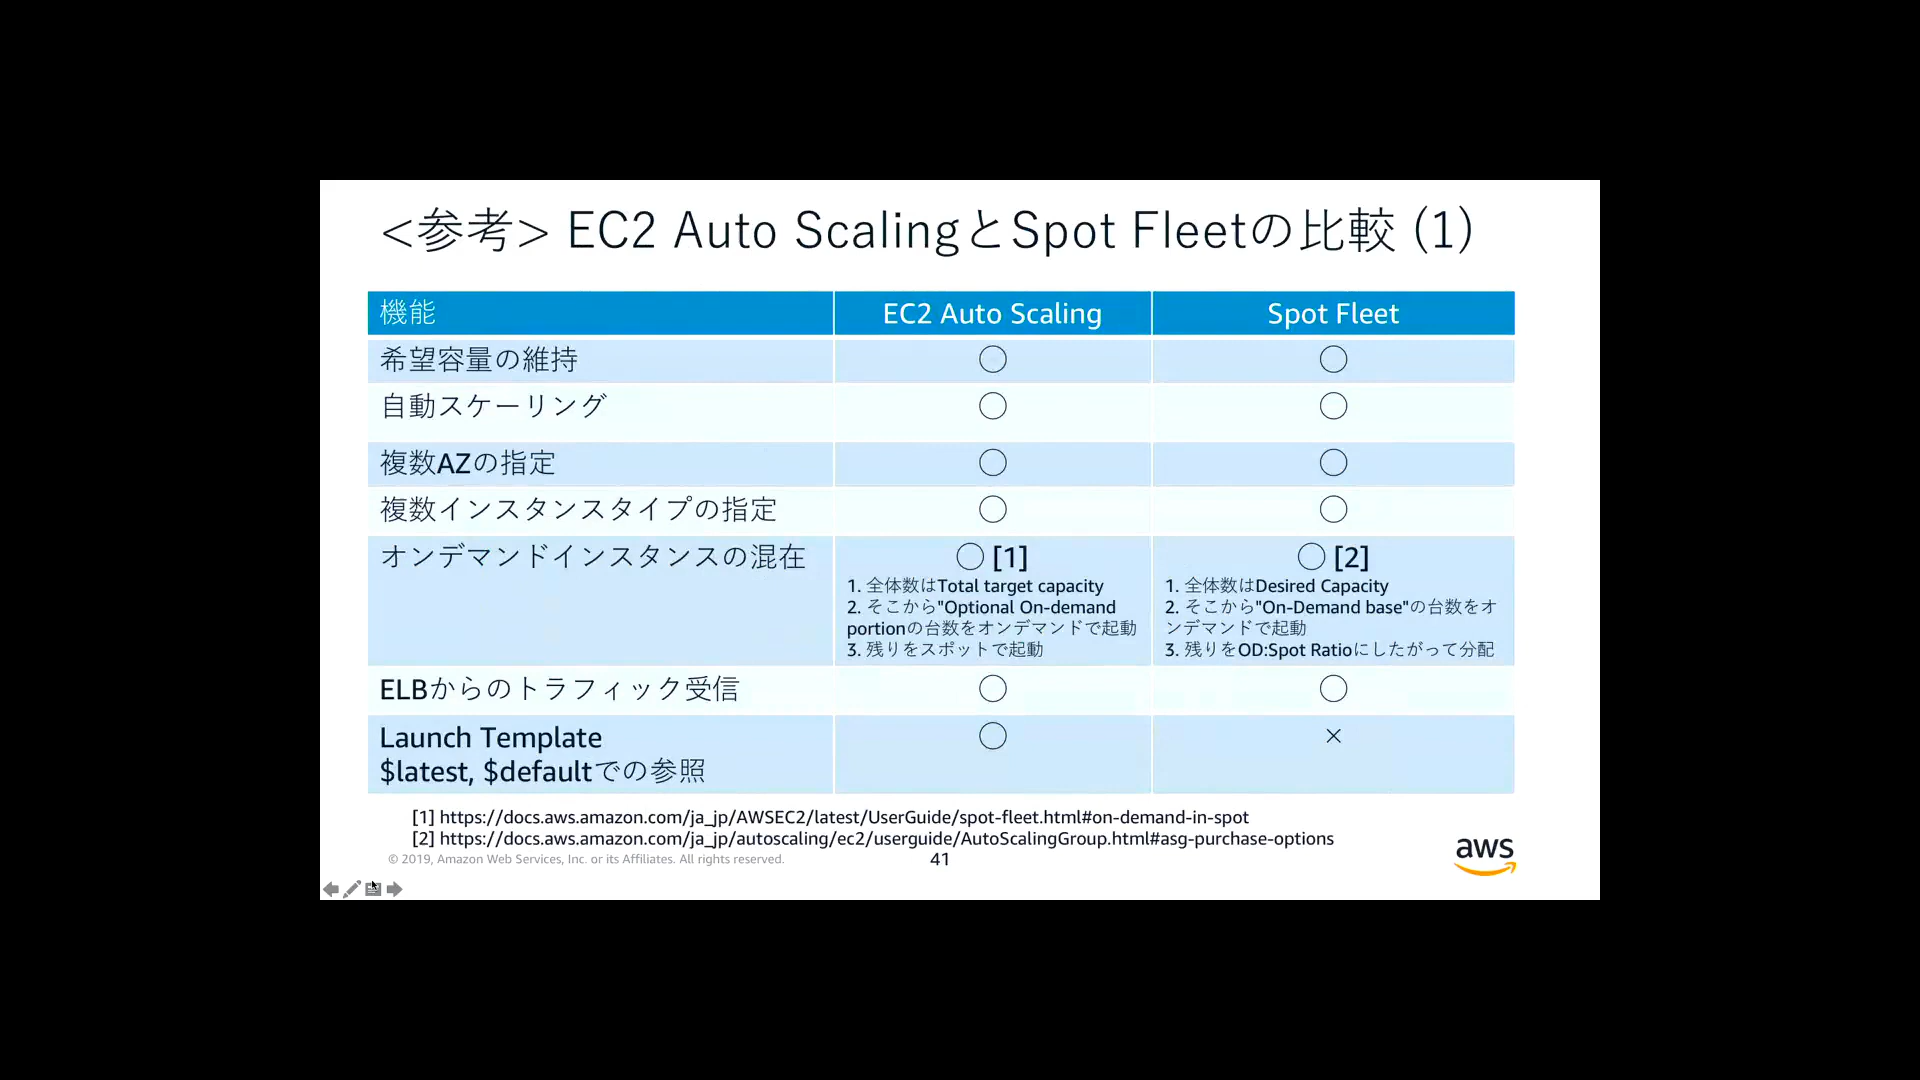 <参考> EC2 Auto ScalingとSpot Fleetの比較 (1)
機能 EC2 Auto Scaling Spot Fleet
希望容量の維持 ◯ ◯
自動スケーリング ◯ ◯
複数AZの指定 ◯ ◯
複数インスタンスタイプの指定 ◯ ◯
オンデマンドインスタンスの混在
◯ [1]
1. 全体数はTotal target capacity
2. そこから"Optional On-demand
portionの台数をオンデマンドで起動
3. 残りをスポットで起動
◯ [2]
1. 全体数はDesired Capacity
2. そこから"On-Demand base"の台数をオ
ンデマンドで起動
3. 残りをOD:Spot Ratioにしたがって分配
ELBからのトラフィック受信 ◯ ◯
Launch Template ◯ ×
$latest, $defaultでの参照
[1] https://docs.aws.amazon.com/ja_jp/AWSEC2/latest/UserGuide/spot-fleet.html#on-demand-in-spot
[2] https://docs.aws.amazon.com/ja_jp/autoscaling/ec2/userguide/AutoScalingGroup.html#asg-purchase-options
© 2019, Amazon Web Services, Inc. or its Affiliates. All rights reserved.
41
aws